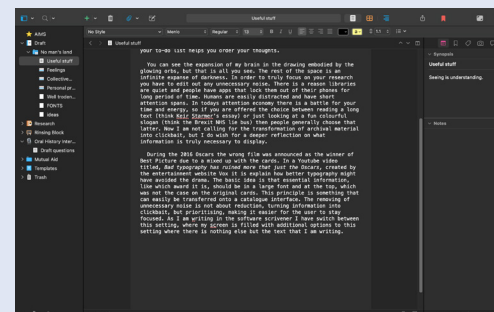 Useful stuff
No Style
Menlo
Regular
13
B I U
AIMS
Draft
No man's land
Useful stuff
Feelings
Collective...
Personal pr...
Well trodden...
FONTS
ideas
Research
Rinsing Block
Oral History inter...
Draft questions
Mutual Aid
Templates
Trash
Useful stuff
your to-do list helps you order your thoughts.
You can see the expansion of my brain in the drawing embodied by the
glowing orbs, but that is all you see. The rest of the space is an
infinite expanse of darkness. In order to truly focus on your research
you have to edit out any unnecessary noise. There is a reason libraries
are quiet and people have apps that lock them out of their phones for
long period of time. Humans are easily distracted and have short
attention spans. In todays attention economy there is a battle for your
time and energy, so if you are offered the choice between reading a long
text (think Keir Starmer's essay) or just looking at a fun colourful
slogan (think the Brexit NHS lie bus) then people generally choose that
latter. Now I am not calling for the transformation of archival material
into clickbait, but I do wish for a deeper reflection on what
information is truly necessary to display.
During the 2016 Oscars the wrong film was announced as the winner of
Best Picture due to a mixed up with the cards. In a Youtube video
titled, Bad typography has ruined more that just the Oscars, created by
the entertainment website Vox it is explain how better typography might
have avoided the drama. The basic idea is that essential information,
like which award it is, should be in a large font and at the top, which
was not the case on the original cards. This principle is something that
can easily be transferred onto a catalogue interface. The removing of
unnecessary noise is not about reduction, turning information into
clickbait, but prioritising, making it easier for the user to stay
focused. As I am writing in the software scrivener I have switch between
this setting, where my screen is filled with additional options to this
setting where there is nothing else but the text that I am writing.
Synopsis
Useful stuff
Seeing is understanding.
Notes